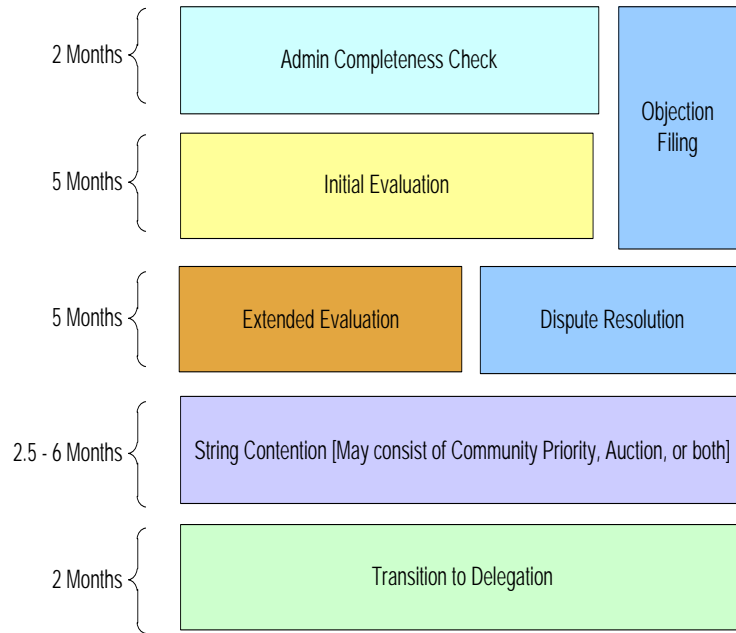 2 Months
Admin Completeness Check
Objection
Filing
5 Months
Initial Evaluation
5 Months
Extended Evaluation
Dispute Resolution
2.5 - 6 Months
String Contention [May consist of Community Priority, Auction, or both]
2 Months
Transition to Delegation